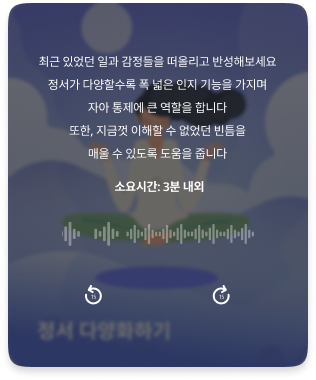 최근 있었던 일과 감정들을 떠올리고 반성해보세요
정서가 다양할수록 폭 넓은 인지 기능을 가지며
자아 통제에 큰 역할을 합니다
또한, 지금껏 이해할 수 없었던 빈틈을
매울 수 있도록 도움을 줍니다
소요시간: 3분 내외
15 15
정서 다양화하기